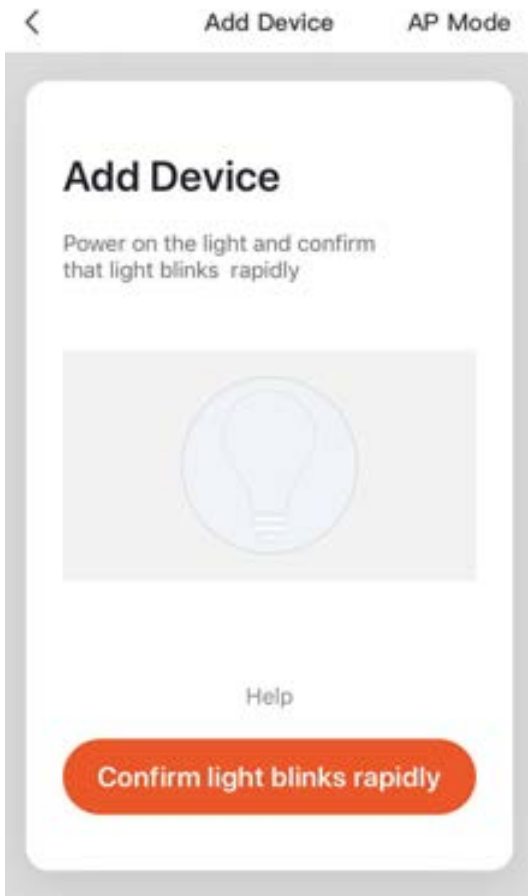 Add Device
AP Mode
Add Device
Power on the light and confirm
that light blinks rapidly
Help
Confirm light blinks rapidly